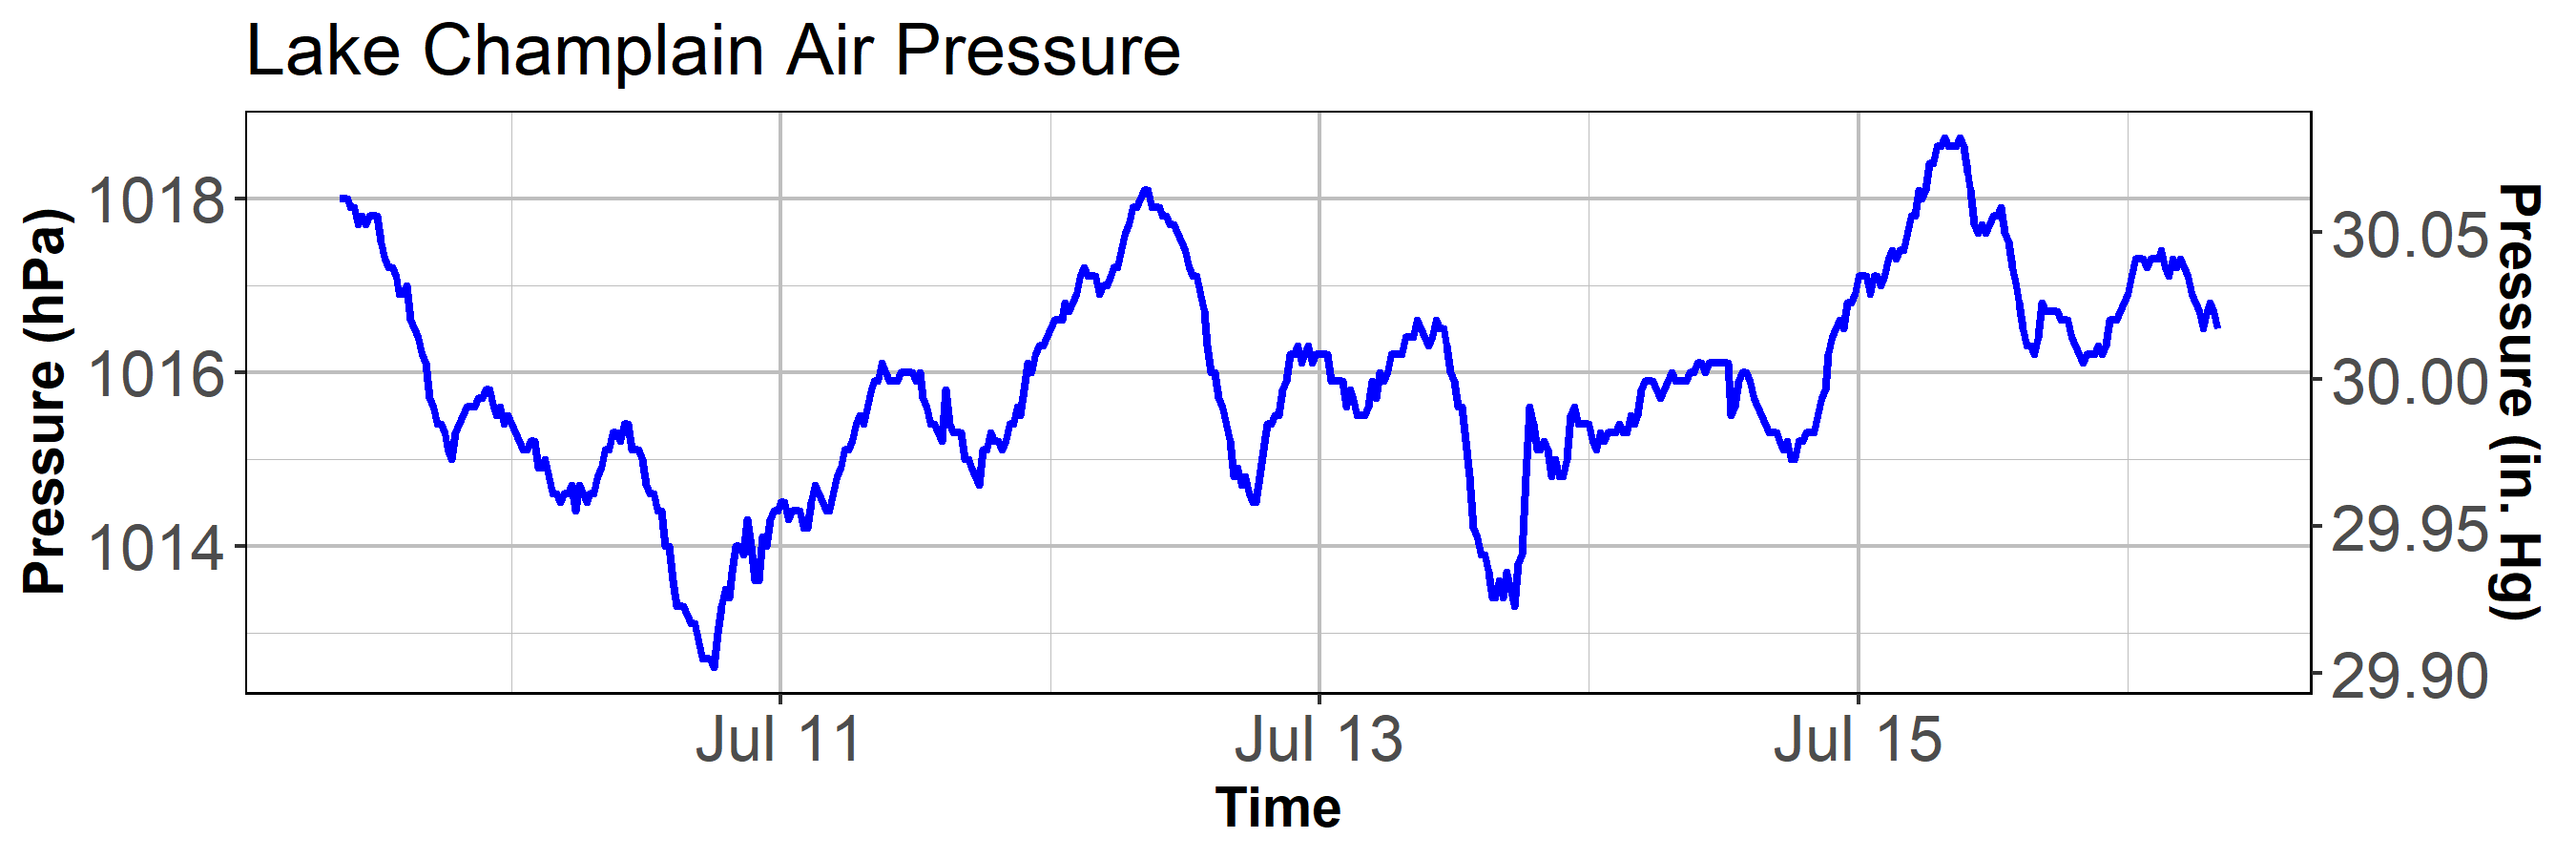 Lake Champlain Air Pressure
Pressure (hPa)
1018
1016
1014
30.05
30.00
29.95
29.90
Pressure (in. Hg)
Jul 11 Jul 13 Jul 15
Time